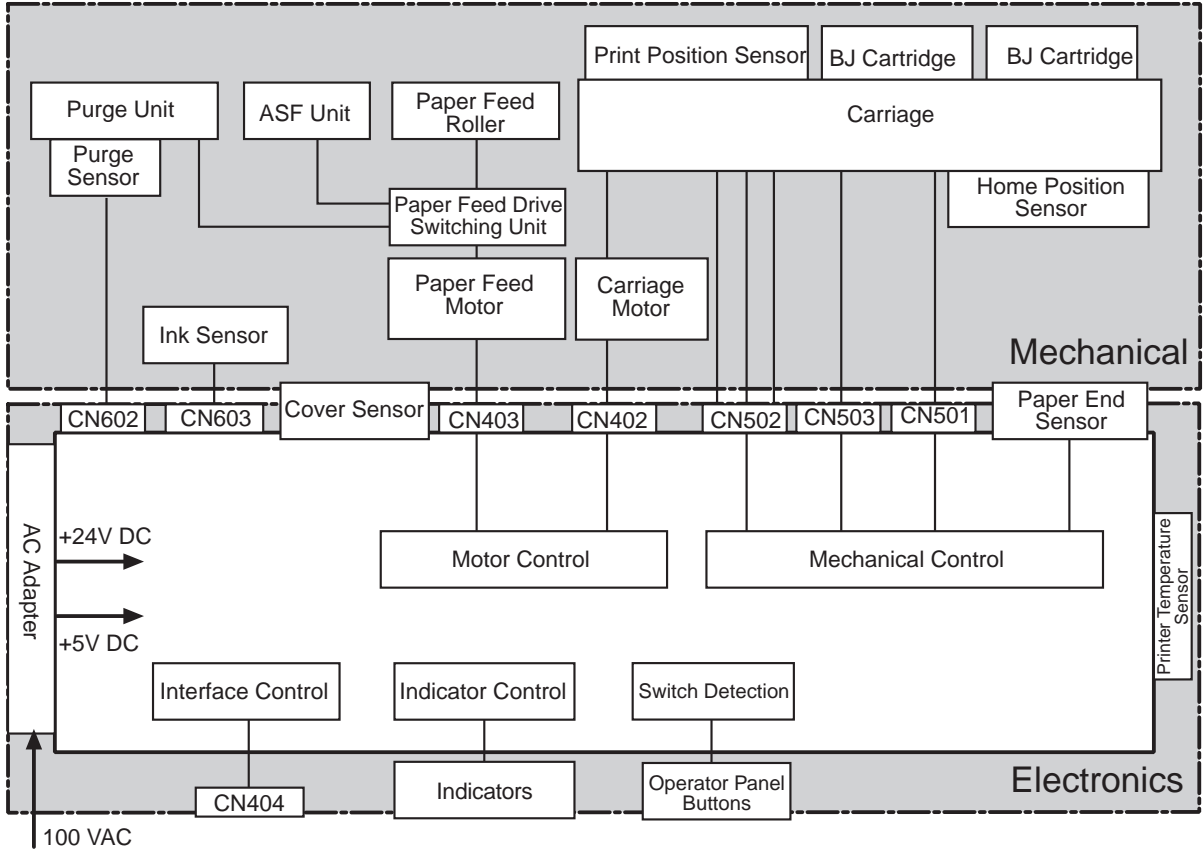 Print Position Sensor
BJ Cartridge
BJ Cartridge
Purge Unit
ASF Unit
Paper Feed
Roller
Carriage
Purge
Sensor
Home Position
Sensor
Paper Feed Drive
Switching Unit
Paper Feed
Motor
Carriage
Motor
Ink Sensor
Mechanical
CN602
CN603
Cover Sensor
CN403
CN402
CN502
CN503
CN501
Paper End
Sensor
AC Adapter
+24V DC
+5V DC
Motor Control
Mechanical Control
Printer Temperature
Sensor
Interface Control
Indicator Control
Switch Detection
CN404
Indicators
Operator Panel
Buttons
Electronics
100 VAC